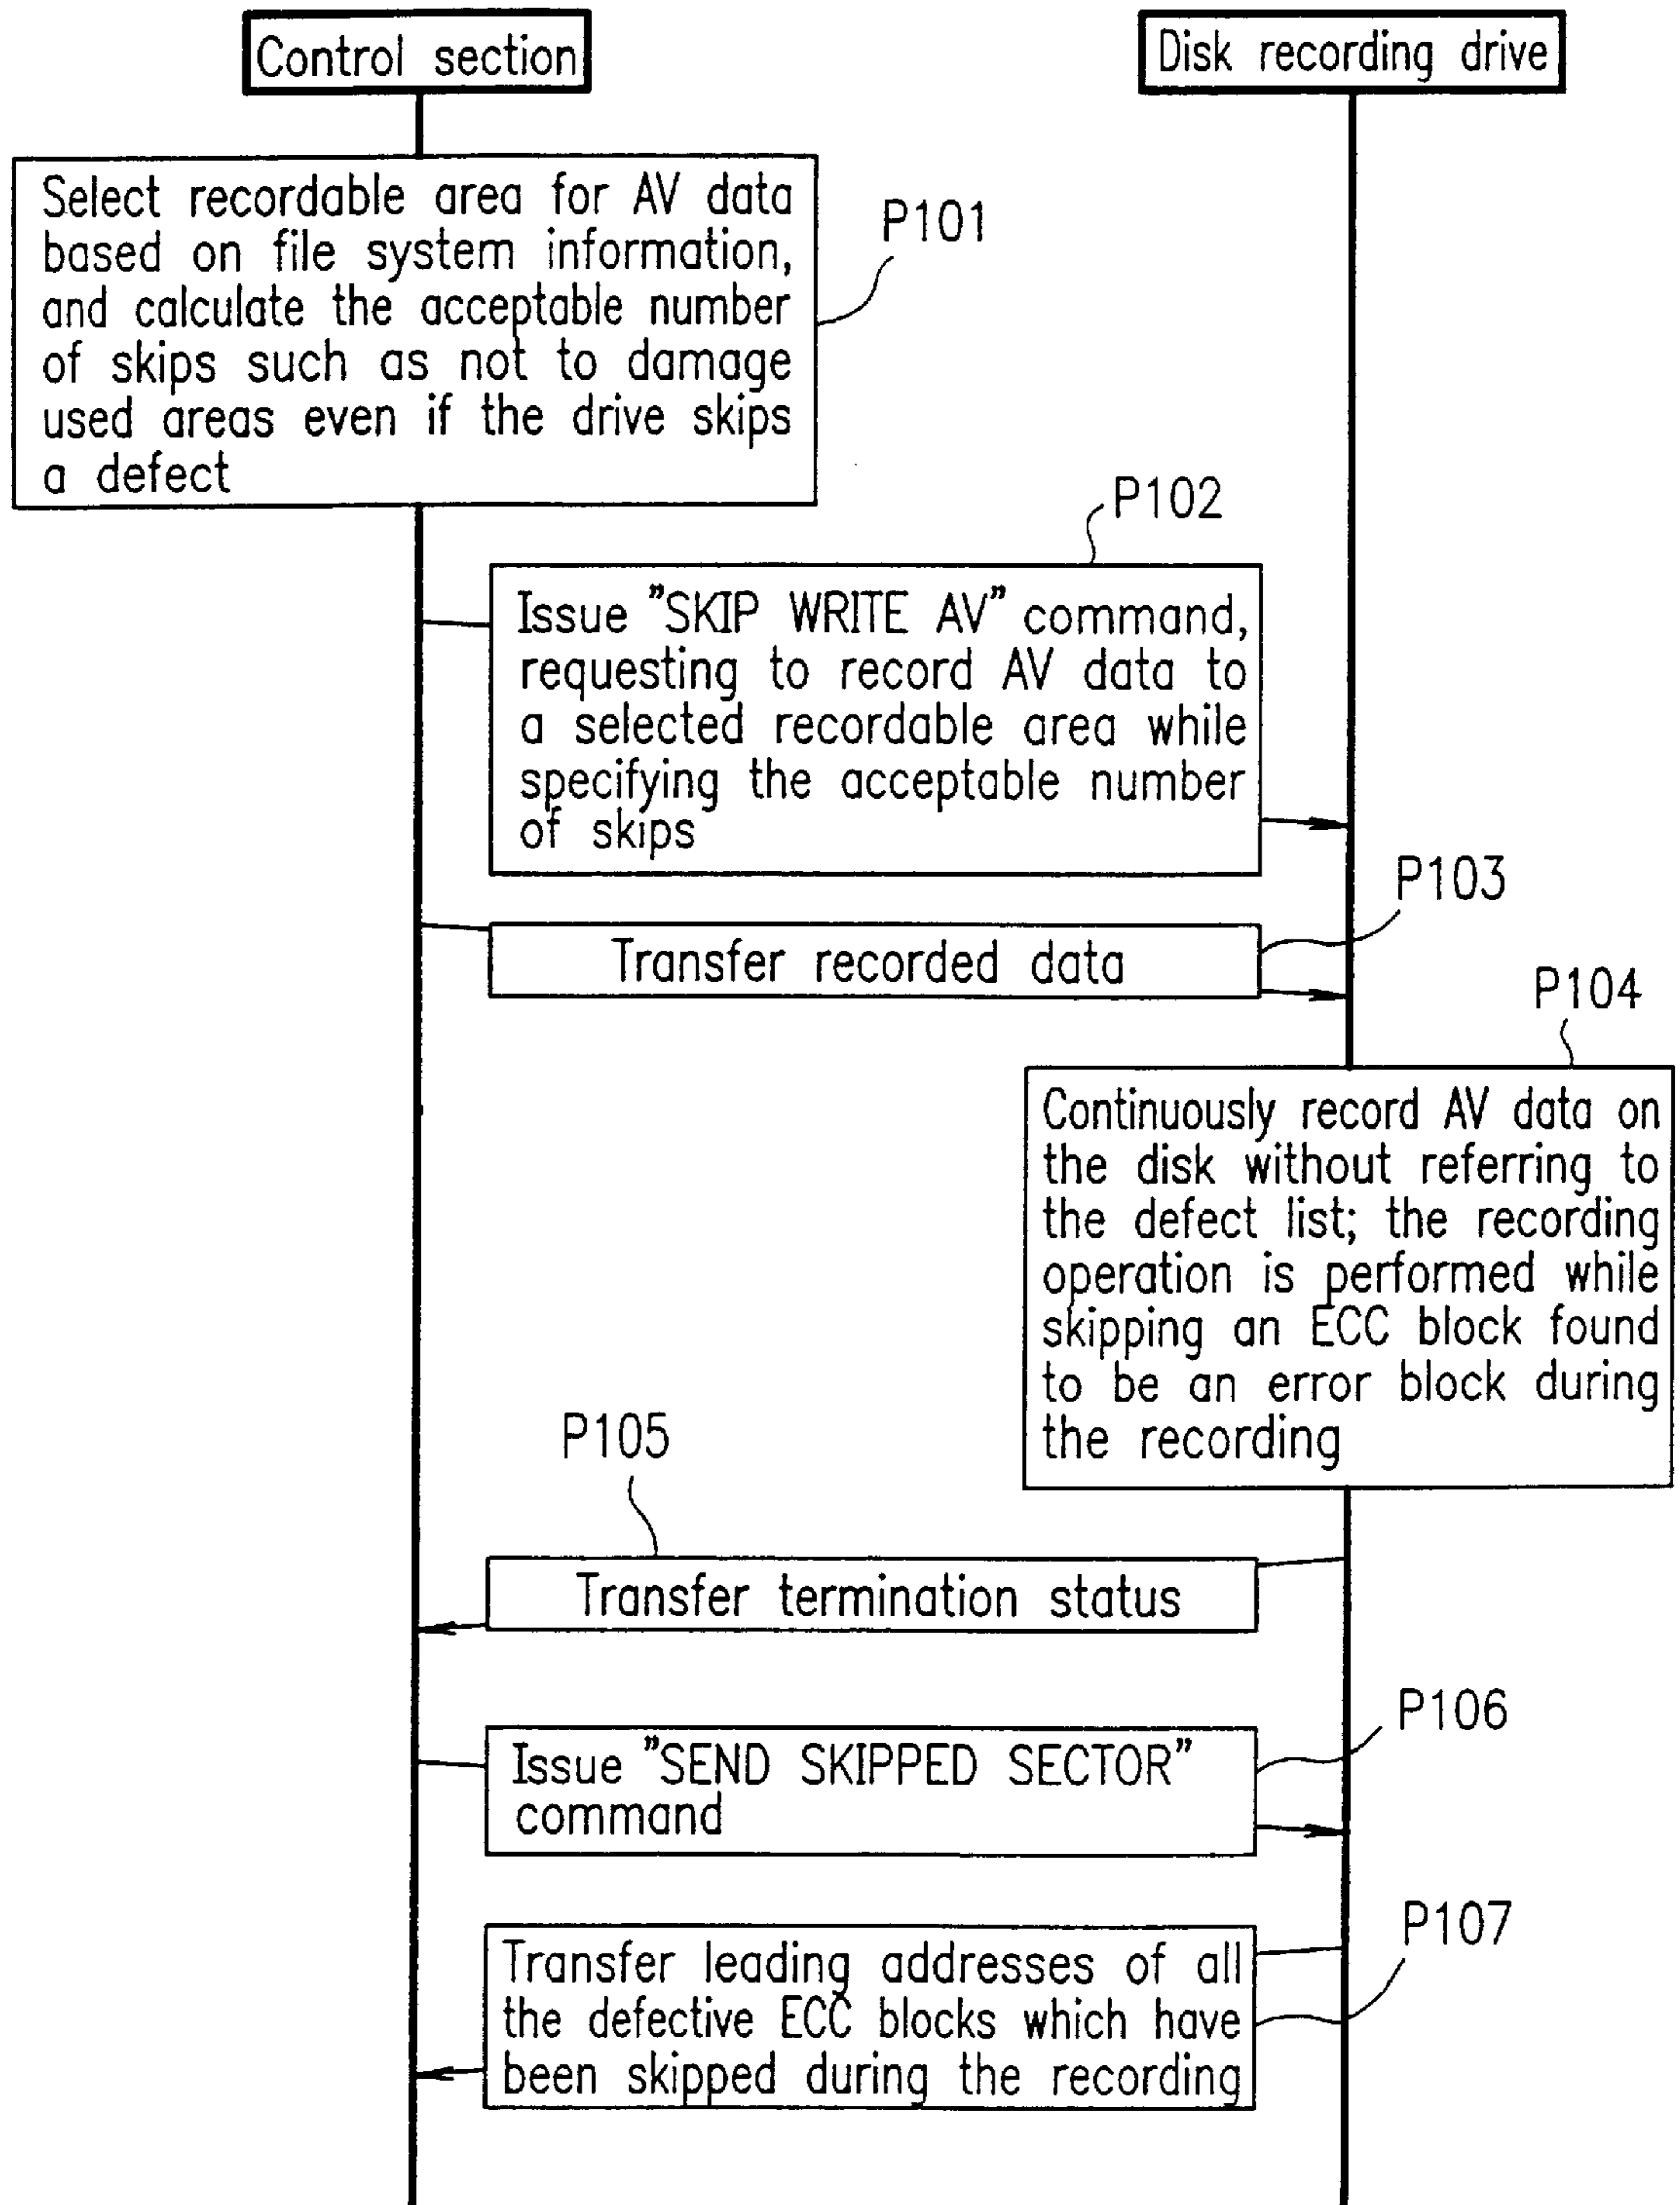 Control section
Disk recording drive
Select recordable area for AV data
based on file system information,
and calculate the acceptable number
of skips such as not to damage
used areas even if the drive skips
a defect
P101
P102
Issue "SKIP WRITE AV" command,
requesting to record AV data to
a selected recordable area while
specifying the acceptable number
of skips
P103
Transfer recorded data
P104
Continuously record AV data on
the disk without referring to
the defect list; the recording
operation is performed while
skipping an ECC block found
to be an error block during
the recording
P105
Transfer termination status
P106
Issue "SEND SKIPPED SECTOR"
command
P107
Transfer leading addresses of all
the defective ECC blocks which have
been skipped during the recording